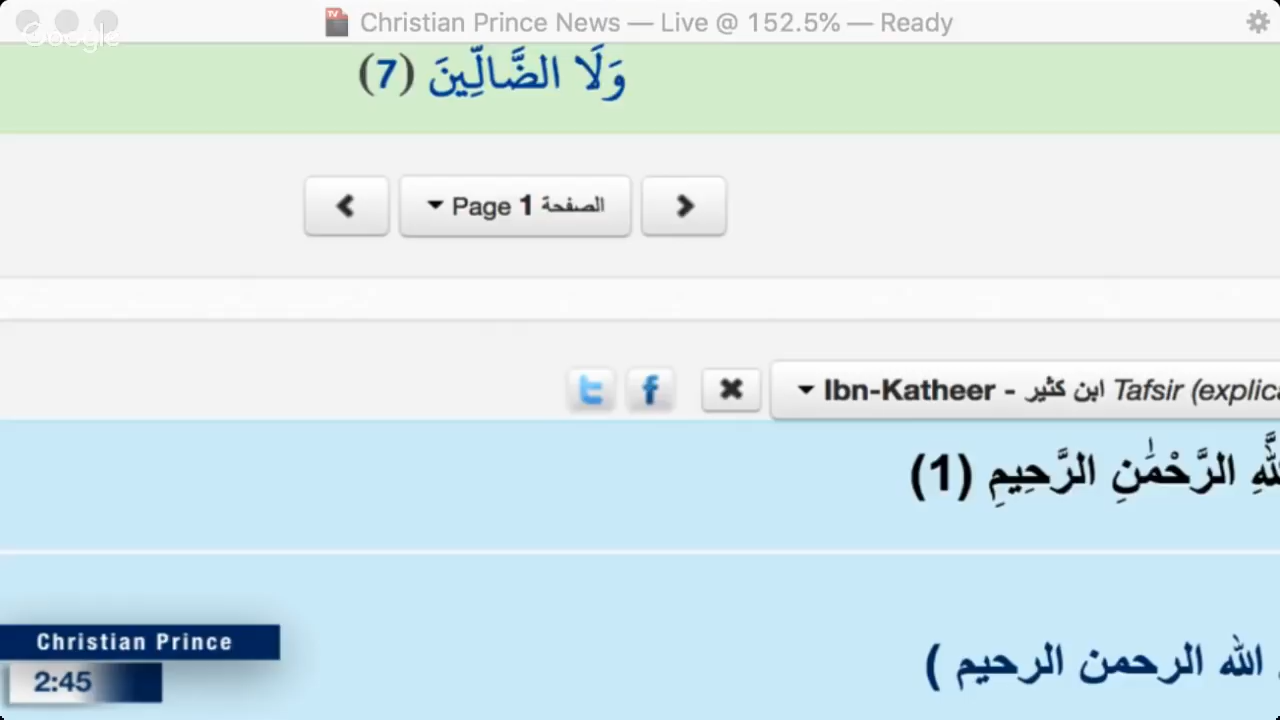 Christian Prince News — Live @ 152.5% — Ready
Google
وَلَا الضَّالِّينَ (7)
Page 1 الصفحة
Ibn-Katheer - ابن كثير Tafsir (explica
الرَّحْمَٰنِ الرَّحِيمِ (1)
الله الرحمن الرحيم )
Christian Prince
2:45